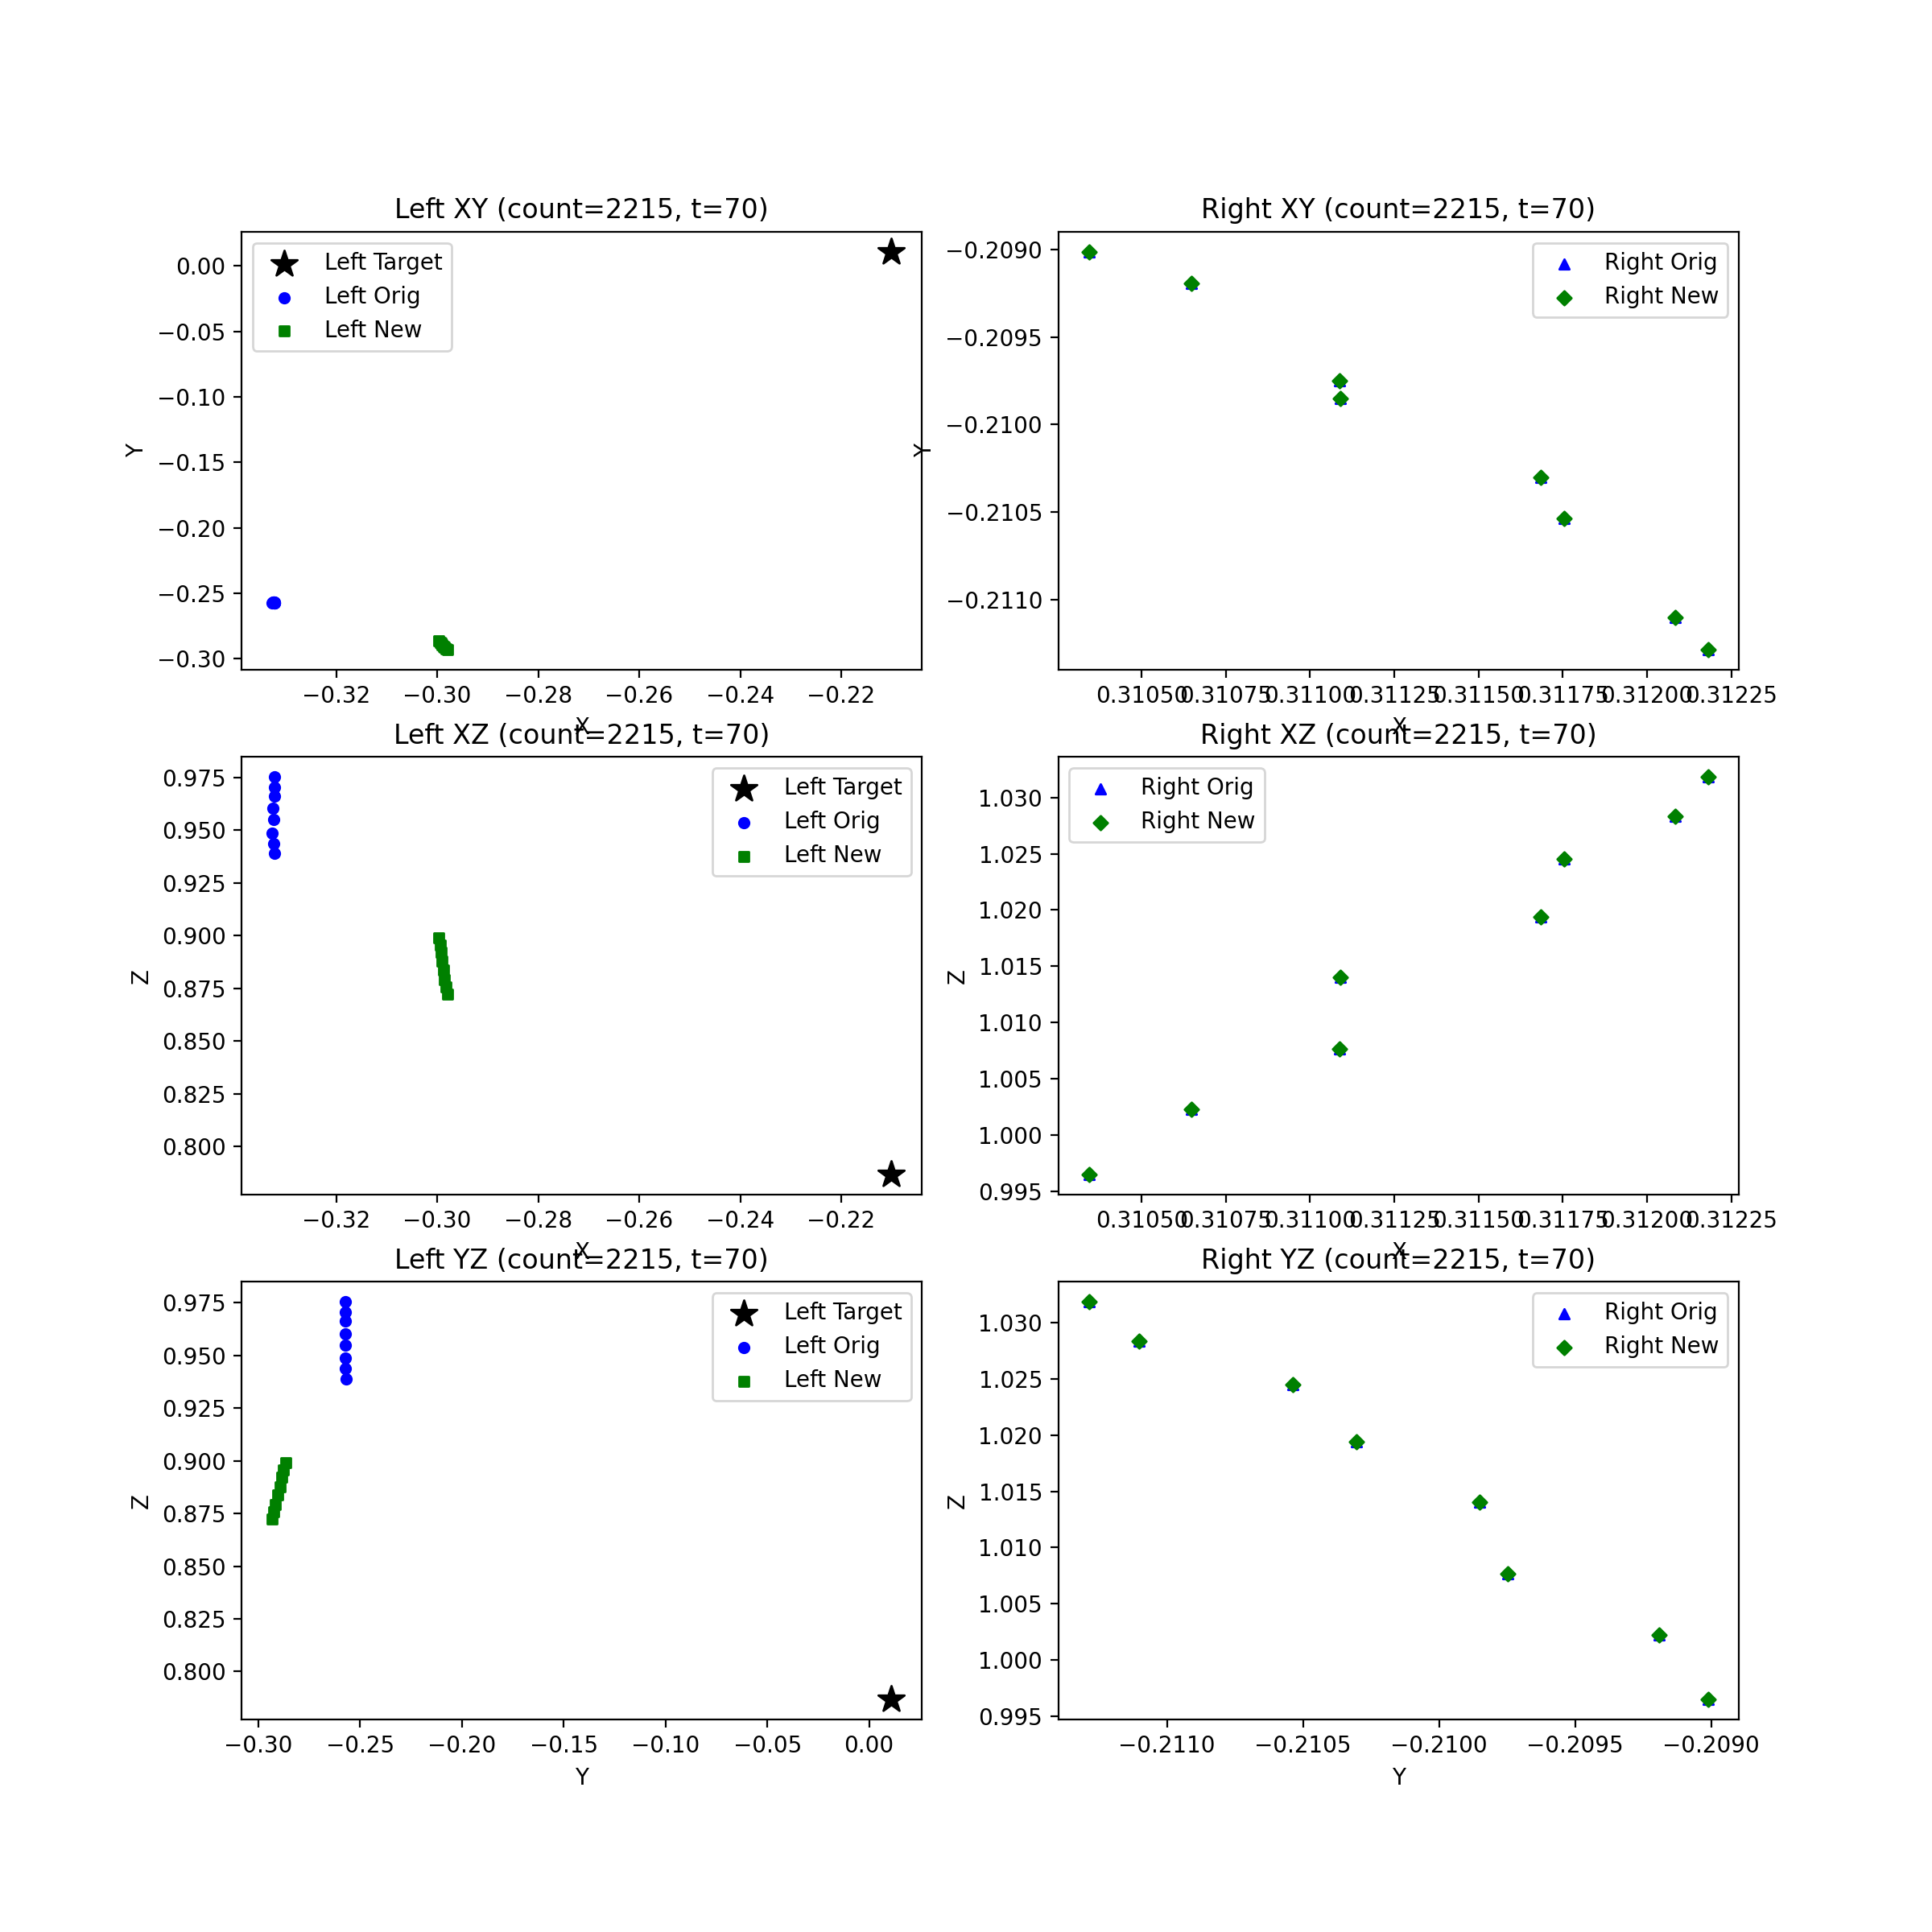 Left XY (count=2215, t=70)
Left Target
Left Orig
Left New
0.00
−0.05
−0.10
−0.15
−0.20
−0.25
−0.30
Y
−0.32
−0.30
−0.28
−0.26
−0.24
−0.22
X
Right XY (count=2215, t=70)
Right Orig
Right New
−0.2090
−0.2095
−0.2100
−0.2105
−0.2110
Y
0.31050
0.31075
0.31100
0.31125
0.31150
0.31175
0.31200
0.31225
X
Left XZ (count=2215, t=70)
Left Target
Left Orig
Left New
0.975
0.950
0.925
0.900
0.875
0.850
0.825
0.800
Z
−0.32
−0.30
−0.28
−0.26
−0.24
−0.22
X
Right XZ (count=2215, t=70)
Right Orig
Right New
1.030
1.025
1.020
1.015
1.010
1.005
1.000
0.995
Z
0.31050
0.31075
0.31100
0.31125
0.31150
0.31175
0.31200
0.31225
X
Left YZ (count=2215, t=70)
Left Target
Left Orig
Left New
0.975
0.950
0.925
0.900
0.875
0.850
0.825
0.800
Z
−0.30
−0.25
−0.20
−0.15
−0.10
−0.05
0.00
Y
Right YZ (count=2215, t=70)
Right Orig
Right New
1.030
1.025
1.020
1.015
1.010
1.005
1.000
0.995
Z
−0.2110
−0.2105
−0.2100
−0.2095
−0.2090
Y